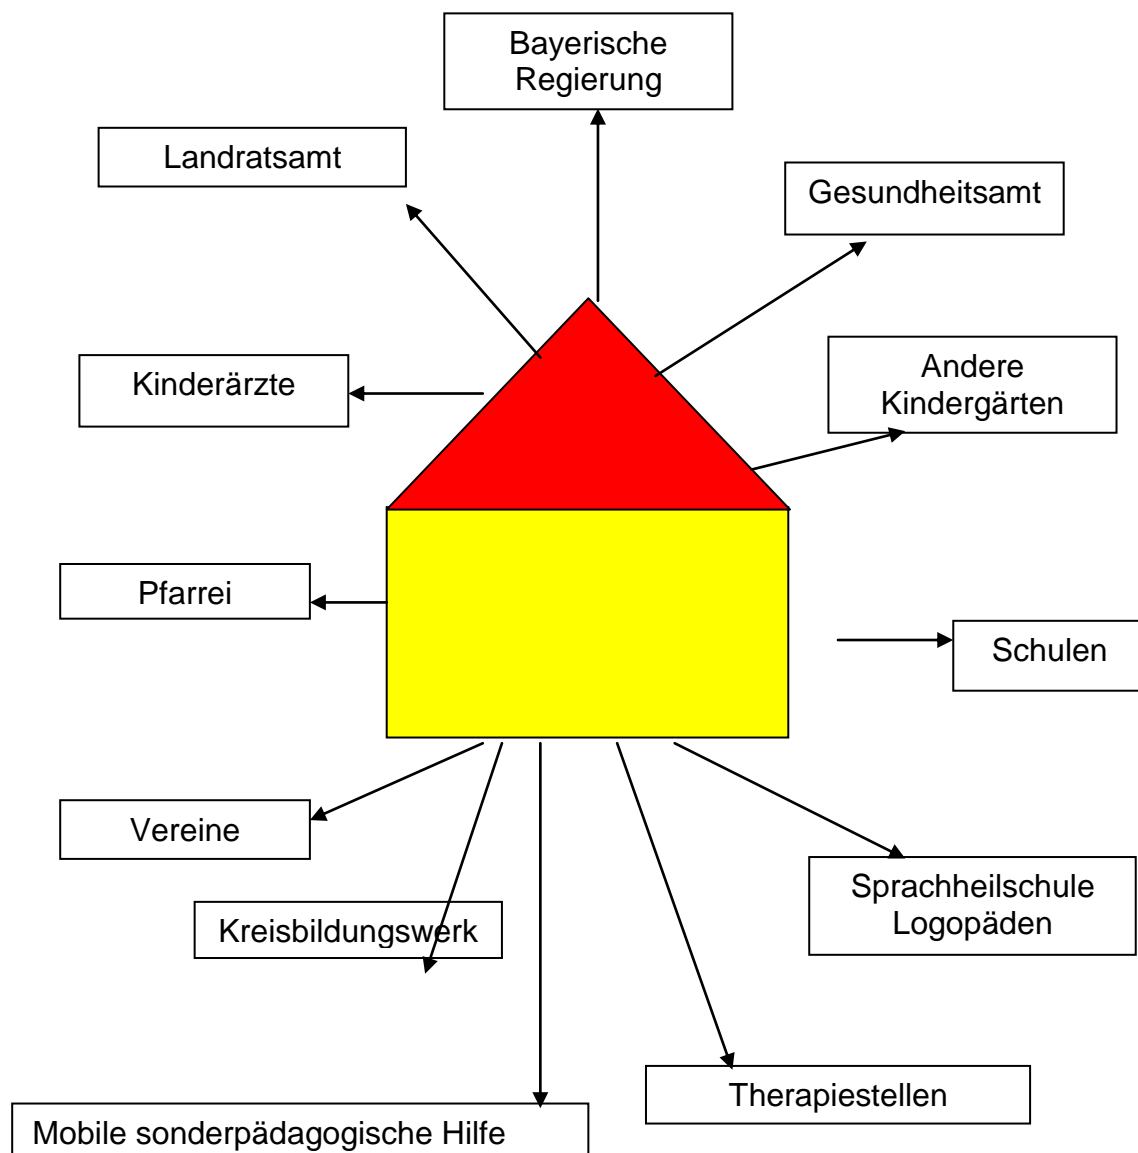 Bayerische
Regierung
Landratsamt
Gesundheitsamt
Kinderärzte
Andere
Kindergärten
Pfarrei
Schulen
Vereine
Sprachheilschule
Logopäden
Kreisbildungswerk
Therapiestellen
Mobile sonderpädagogische Hilfe